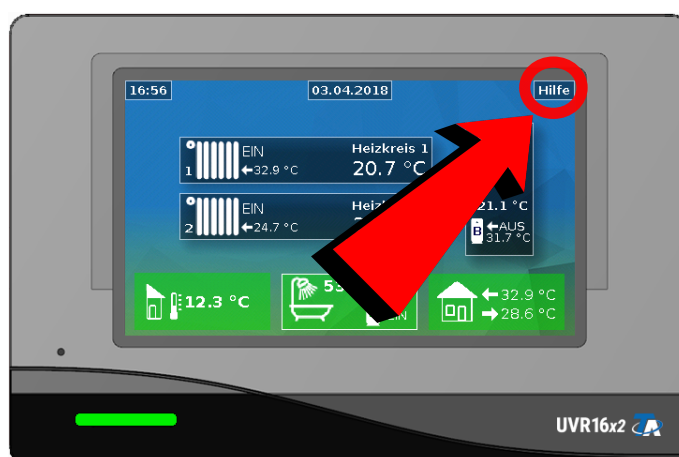 16:56
03.04.2018
Hilfe
EIN
Heizkreis 1
1
32.9 °C
20.7 °C
EIN
2
24.7 °C
21.1 °C
AUS
B
31.7 °C
12.3 °C
32.9 °C
28.6 °C
UVR16x2
TA